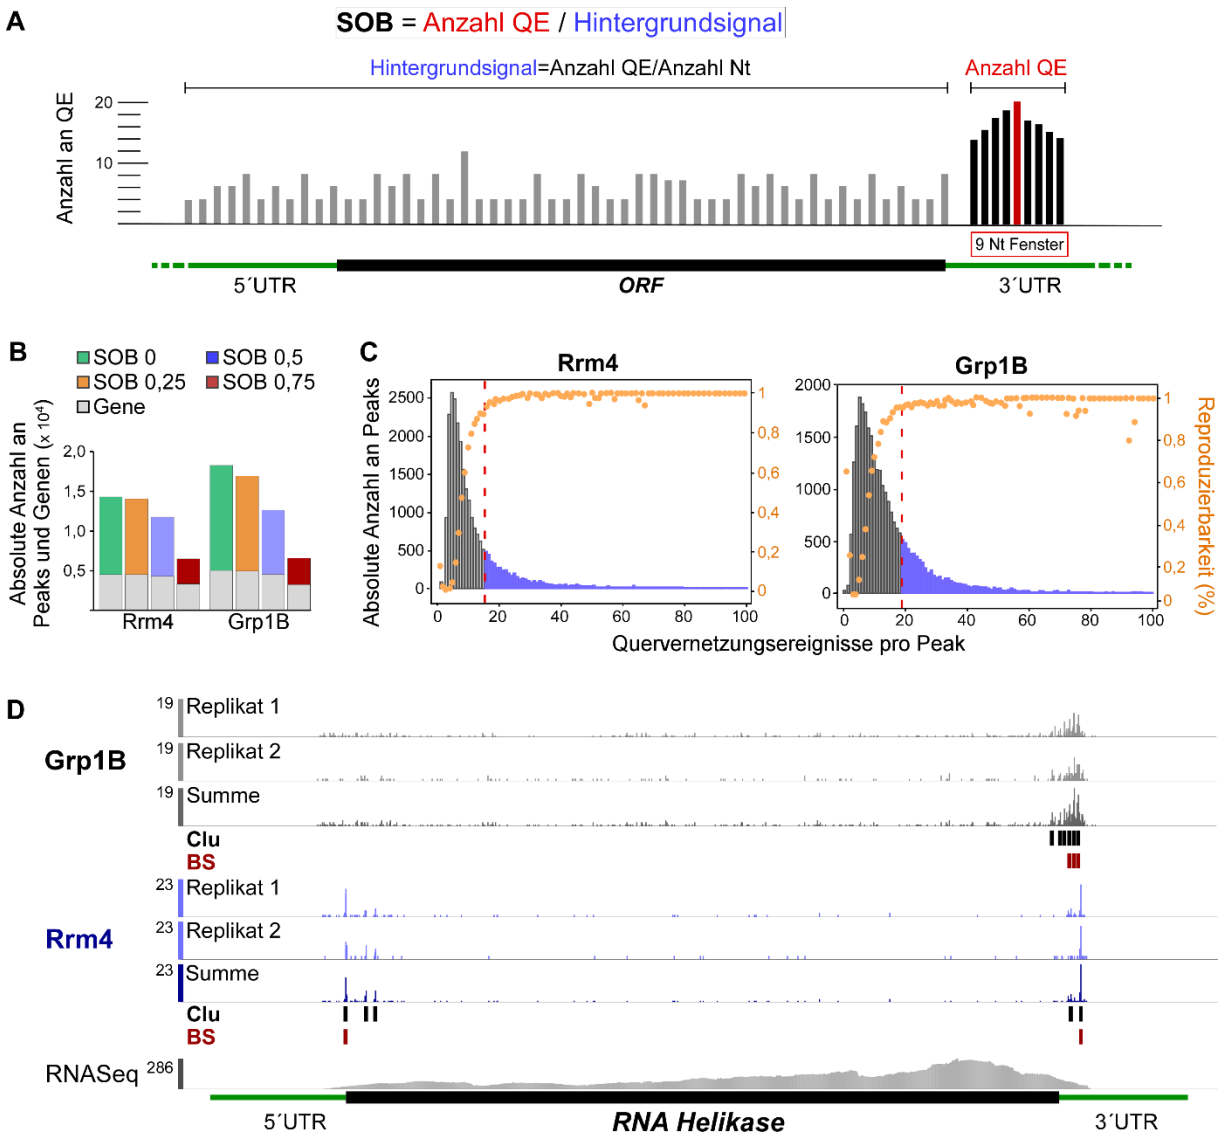 A
SOB = Anzahl QE / Hintergrundsignal
Hintergrundsignal=Anzahl QE/Anzahl Nt
Anzahl QE
Anzahl an QE
20
10
9 Nt Fenster
5´UTR
ORF
3´UTR
B
SOB 0
SOB 0,5
SOB 0,25
SOB 0,75
Gene
Absolute Anzahl an
Peaks und Genen (x 10⁴)
2,0
1,5
1,0
0,5
Rrm4
Grp1B
C
Rrm4
Absolute Anzahl an Peaks
2500
2000
1500
1000
500
0
1
0,8
0,6
0,4
0,2
0
0 20 40 60 80 100
Grp1B
2000
1500
1000
500
0
1
0,8
0,6
0,4
0,2
0
0 20 40 60 80 100
Reproduzierbarkeit (%)
Quervernetzungsereignisse pro Peak
D
Grp1B
19 Replikat 1
19 Replikat 2
19 Summe
Clu
BS
Rrm4
23 Replikat 1
23 Replikat 2
23 Summe
Clu
BS
RNASeq 286
5´UTR
RNA Helikase
3´UTR